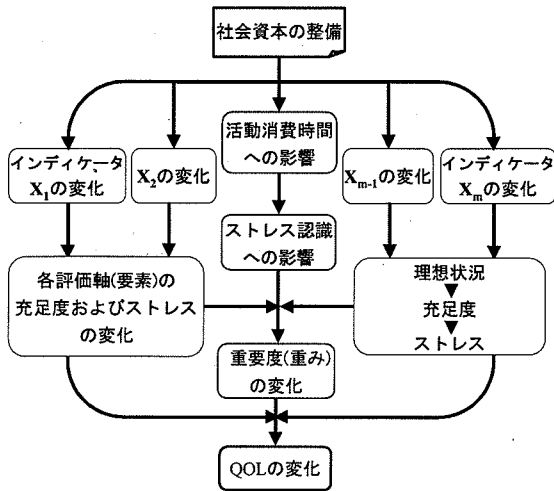 社会資本の整備
活動消費時間
への影響
インディケータ
X1の変化
X2の変化
Xm-1の変化
インディケータ
Xmの変化
ストレス認識
への影響
各評価軸(要素)の
充足度およびストレス
の変化
理想状況
▼
充足度
▼
ストレス
重要度(重み)
の変化
QOLの変化